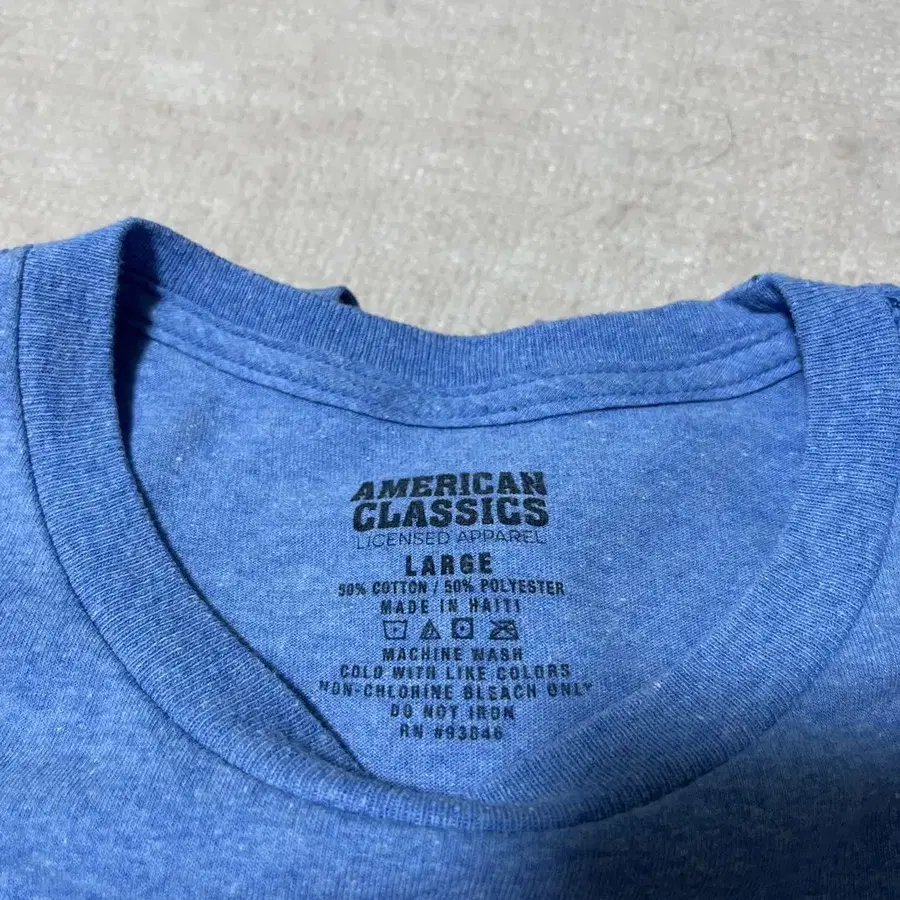 AMERICAN
CLASSICS
LICENSED APPAREL
LARGE
50% COTTON / 50% POLYESTER
MADE IN HAITI
MACHINE WASH
COLD WITH LIKE COLORS
NON-CHLORINE BLEACH ONLY
DO NOT IRON
RN #93846